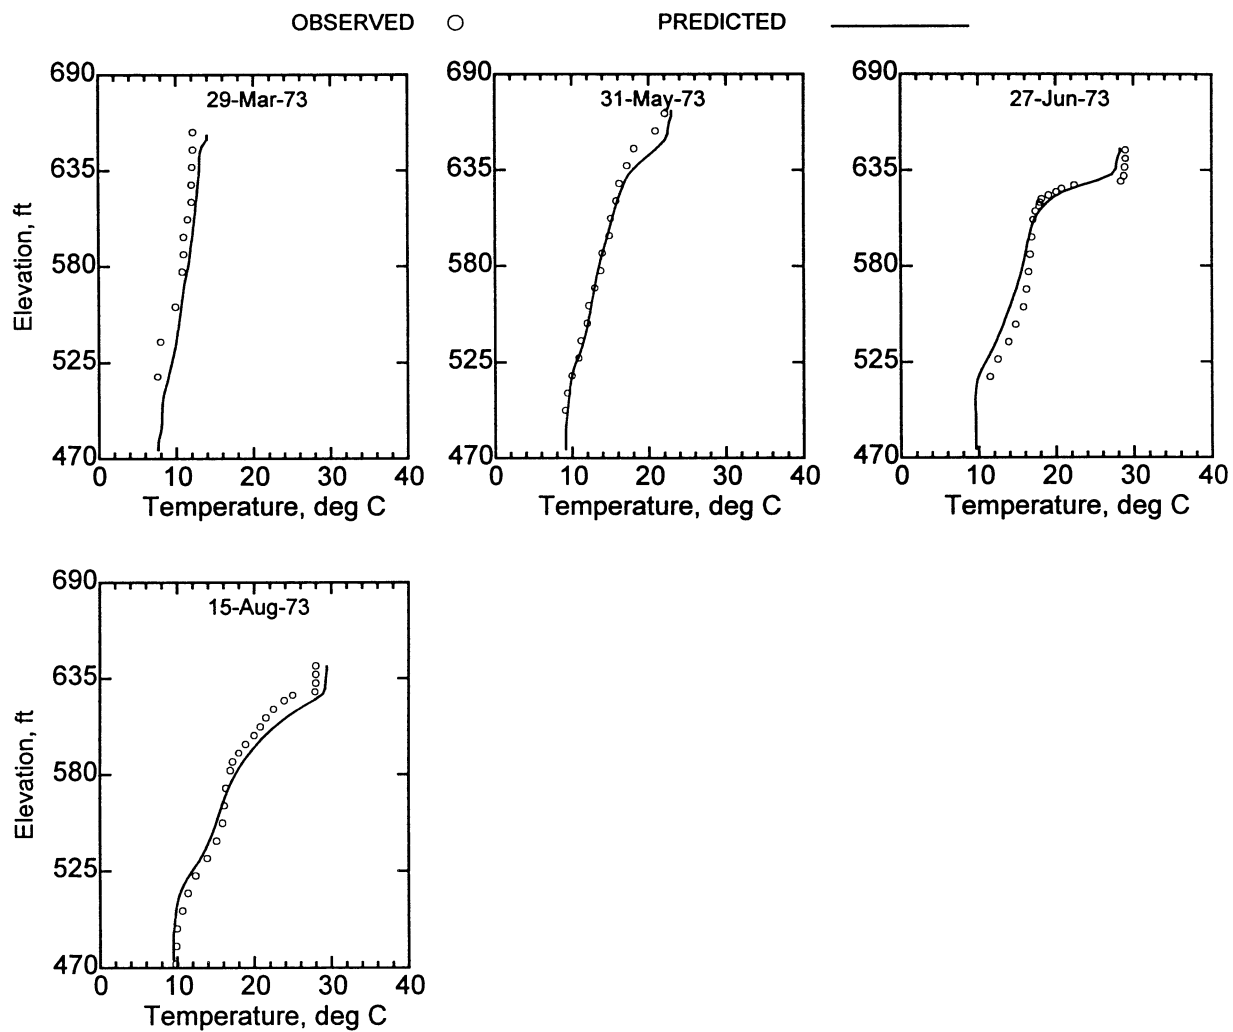 OBSERVED PREDICTED
690 690 690
29-Mar-73 31-May-73 27-Jun-73
635 635 635
Elevation, ft
580 580 580
525 525 525
470 470 470
0 10 20 30 40 0 10 20 30 40 0 10 20 30 40
Temperature, deg C Temperature, deg C Temperature, deg C
690
15-Aug-73
635
Elevation, ft
580
525
470
0 10 20 30 40
Temperature, deg C